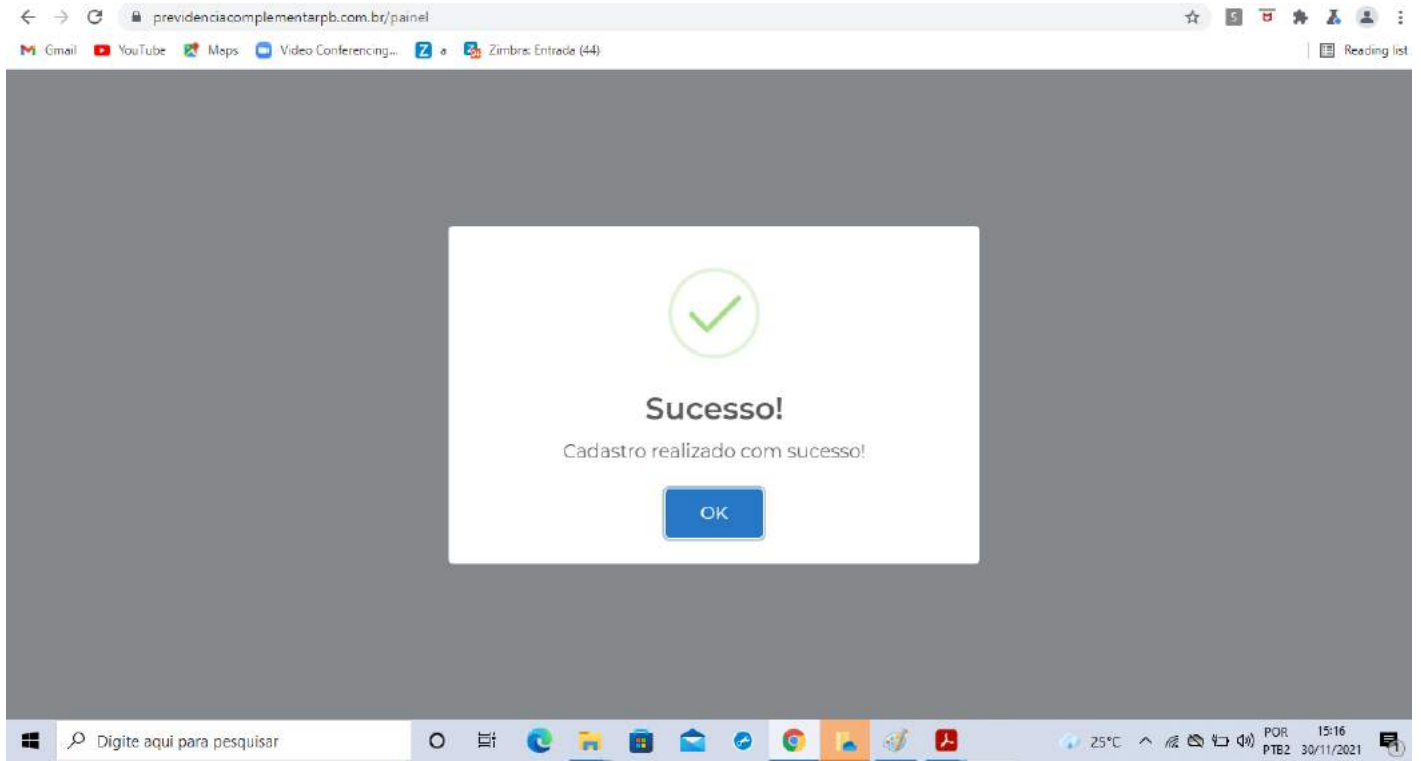 previdenciacomplementarpb.com.br/painel
Gmail YouTube Maps Video Conferencing... Z a Zimbra: Entrada (44) Reading list
Sucesso!
Cadastro realizado com sucesso!
OK
Digite aqui para pesquisar 25°C POR 15:16
PTB2 30/11/2021 1